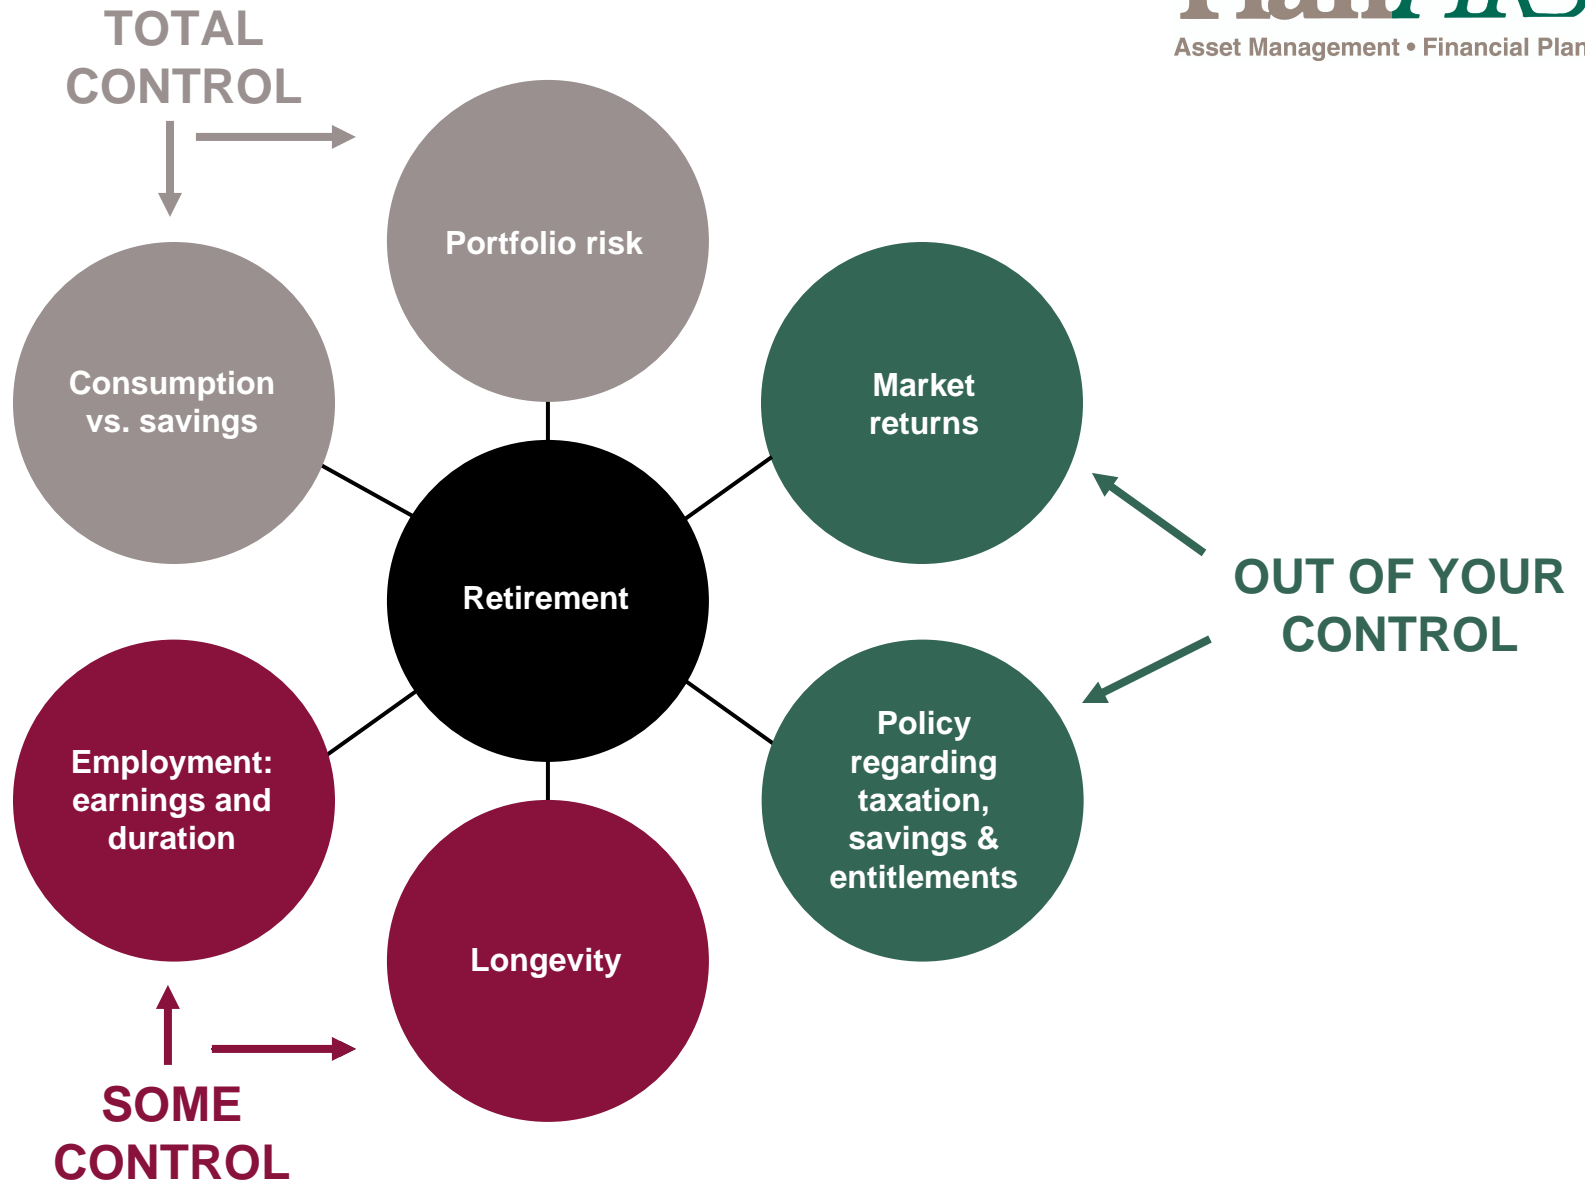 TOTAL
CONTROL
Asset Management • Financial Plan
Portfolio risk
Consumption
vs. savings
Market
returns
Retirement
OUT OF YOUR
CONTROL
Employment:
earnings and
duration
Policy
regarding
taxation,
savings &
entitlements
Longevity
SOME
CONTROL